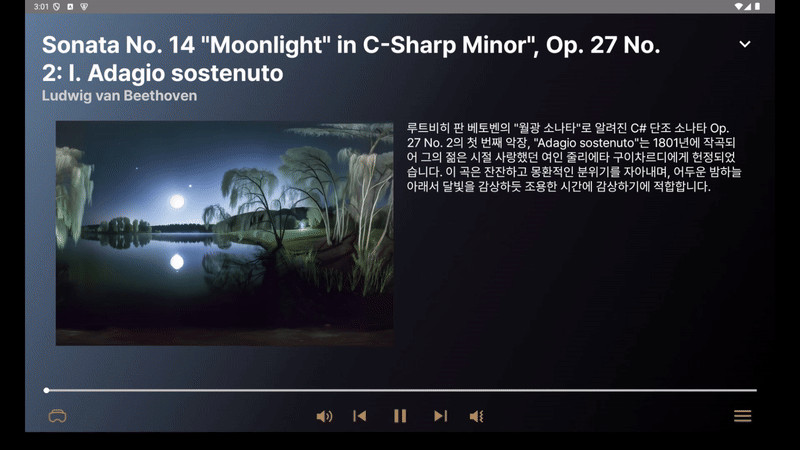 3:01
Sonata No. 14 "Moonlight" in C-Sharp Minor", Op. 27 No.
2: I. Adagio sostenuto
Ludwig van Beethoven
루트비히 판 베토벤의 "월광 소나타"로 알려진 C# 단조 소나타 Op.
27 No. 2의 첫 번째 악장, "Adagio sostenuto"는 1801년에 작곡되
어 그의 젊은 시절 사랑했던 여인 줄리에타 구이차르디에게 헌정되었
습니다. 이 곡은 잔잔하고 몽환적인 분위기를 자아내며, 어두운 밤하늘
아래서 달빛을 감상하듯 조용한 시간에 감상하기에 적합합니다.